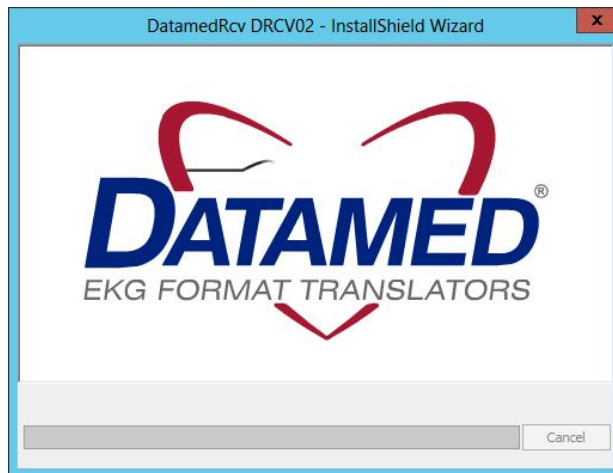 DatamedRcv DRCV02 - InstallShield Wizard
x
DATAMED®
EKG FORMAT TRANSLATORS
Cancel